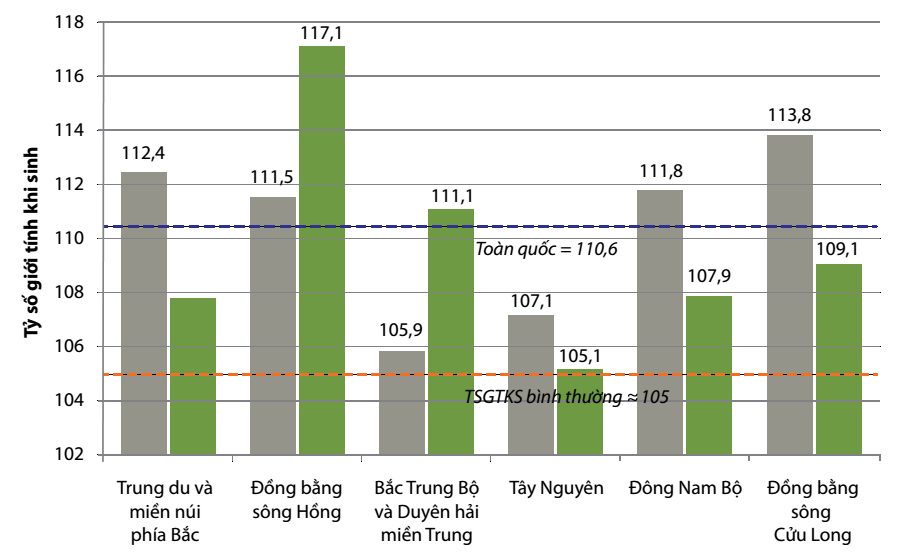 Tỷ số giới tính khi sinh
118
116
114
112
110
108
106
104
102
112,4
111,5
117,1
105,9
111,1
107,1
105,1
111,8
107,9
113,8
109,1
Toàn quốc = 110,6
TSGTKS bình thường ≈ 105
Trung du và
miền núi
phía Bắc
Đồng bằng
sông Hồng
Bắc Trung Bộ
và Duyên hải
miền Trung
Tây Nguyên
Đông Nam Bộ
Đồng bằng
sông
Cửu Long